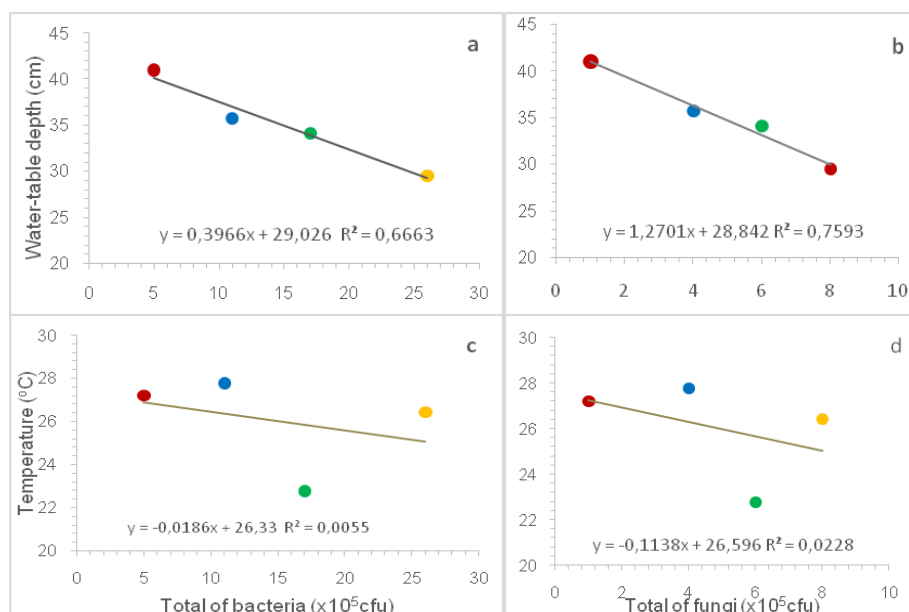 a
45
40
35
30
25
20
Water-table depth (cm)
y = 0,3966x + 29,026 R² = 0,6663
0 5 10 15 20 25 30
b
45
40
35
30
25
20
y = 1,2701x + 28,842 R² = 0,7593
0 2 4 6 8 10
c
30
28
26
24
22
20
Temperature (⁰C)
y = -0,0186x + 26,33 R² = 0,0055
0 5 10 15 20 25 30
Total of bacteria (x10⁵cfu)
d
30
28
26
24
22
20
y = -0,1138x + 26,596 R² = 0,0228
0 2 4 6 8 10
Total of fungi (x10⁵cfu)